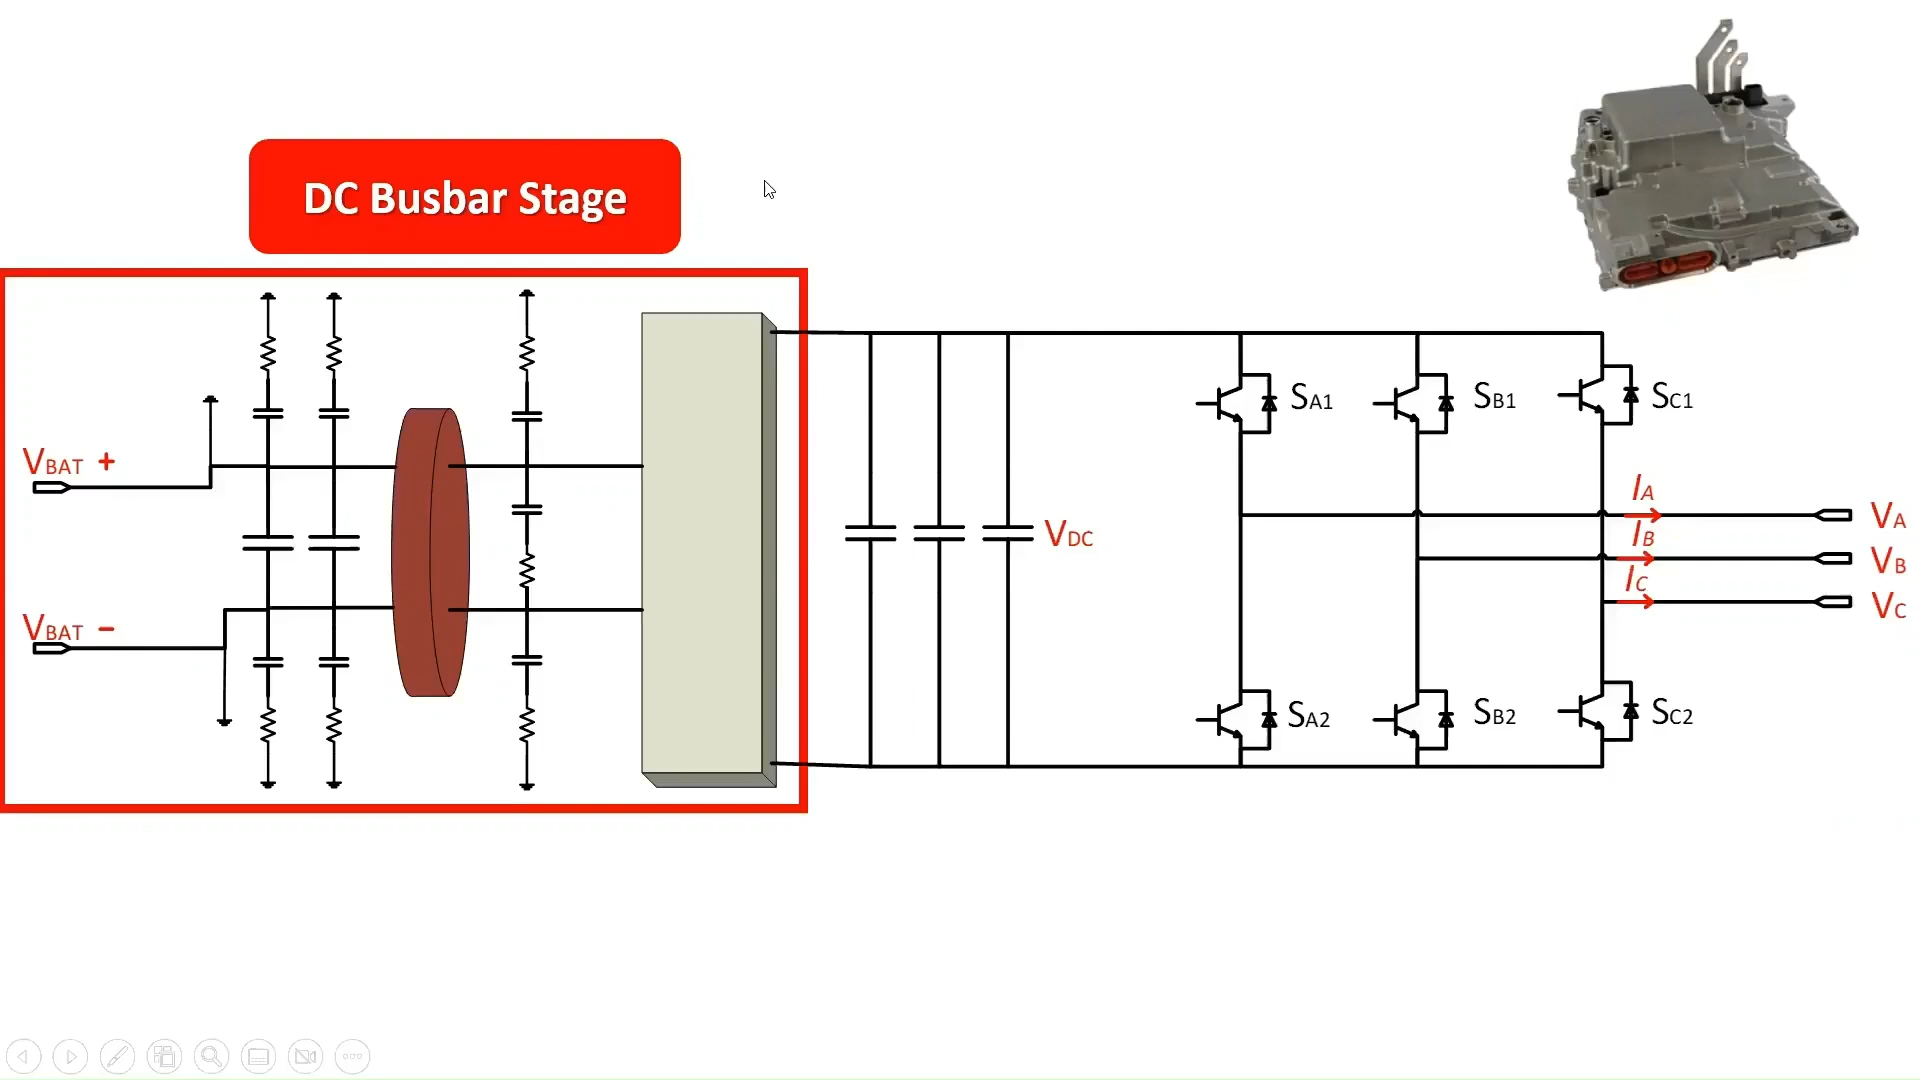 DC Busbar Stage
VBAT +
VBAT −
VDC
SA1
SB1
SC1
SA2
SB2
SC2
IA
IB
IC
VA
VB
VC